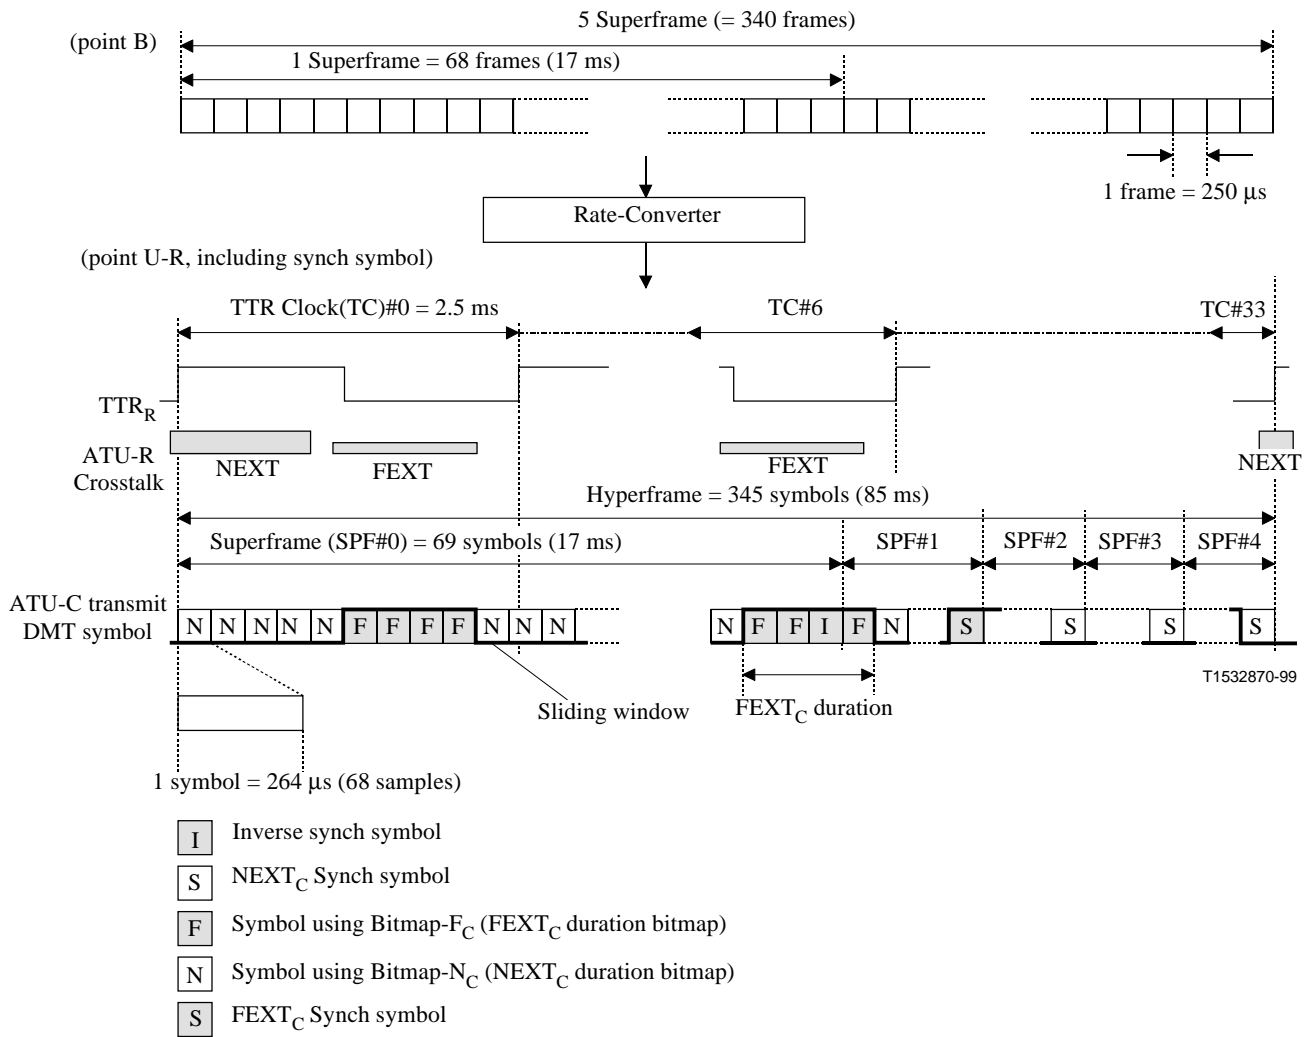 5 Superframe (= 340 frames)
(point B)
1 Superframe = 68 frames (17 ms)
1 frame = 250 μs
Rate-Converter
(point U-R, including synch symbol)
TTR Clock(TC)#0 = 2.5 ms
TC#6
TC#33
TTR_R
ATU-R
Crosstalk
NEXT
FEXT
FEXT
NEXT
Hyperframe = 345 symbols (85 ms)
Superframe (SPF#0) = 69 symbols (17 ms)
SPF#1
SPF#2
SPF#3
SPF#4
ATU-C transmit
DMT symbol
N N N N N F F F F N N N
N F F I F N
S
S
S
S
T1532870-99
Sliding window
FEXT_C duration
1 symbol = 264 μs (68 samples)
I Inverse synch symbol
S NEXT_C Synch symbol
F Symbol using Bitmap-F_C (FEXT_C duration bitmap)
N Symbol using Bitmap-N_C (NEXT_C duration bitmap)
S FEXT_C Synch symbol